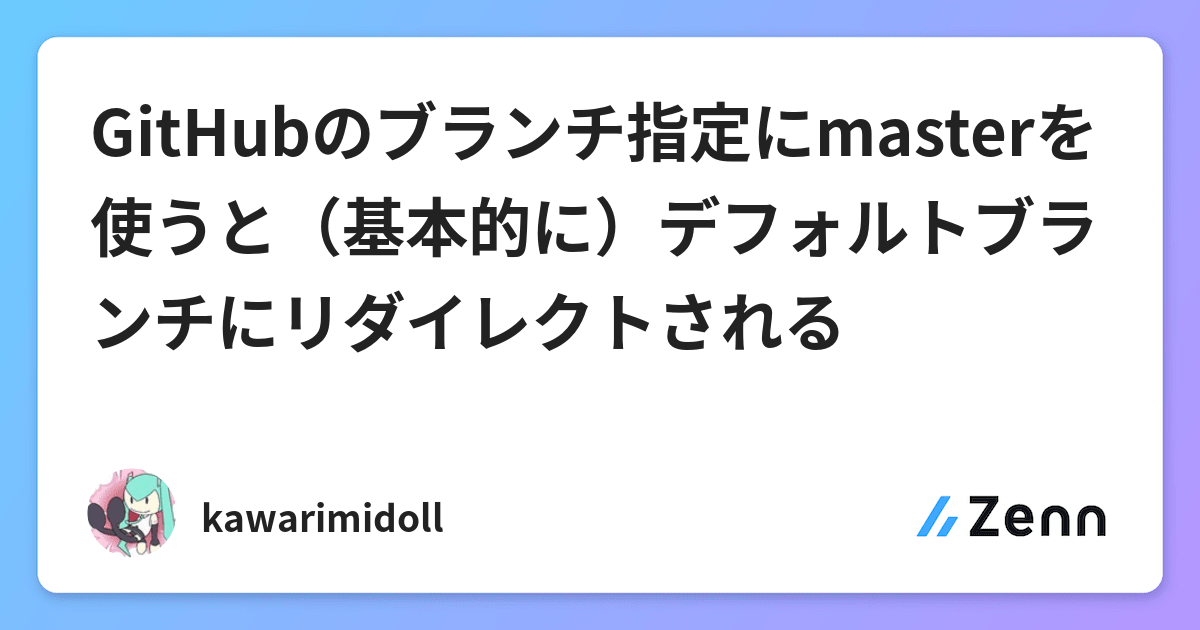 GitHubのブランチ指定にmasterを
使うと（基本的に）デフォルトブラ
ンチにリダイレクトされる
kawarimidoll
Zenn